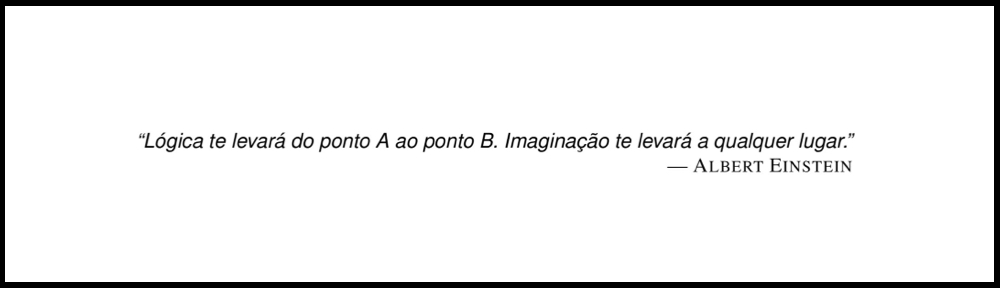 “Lógica te levará do ponto A ao ponto B. Imaginação te levará a qualquer lugar.”
— ALBERT EINSTEIN